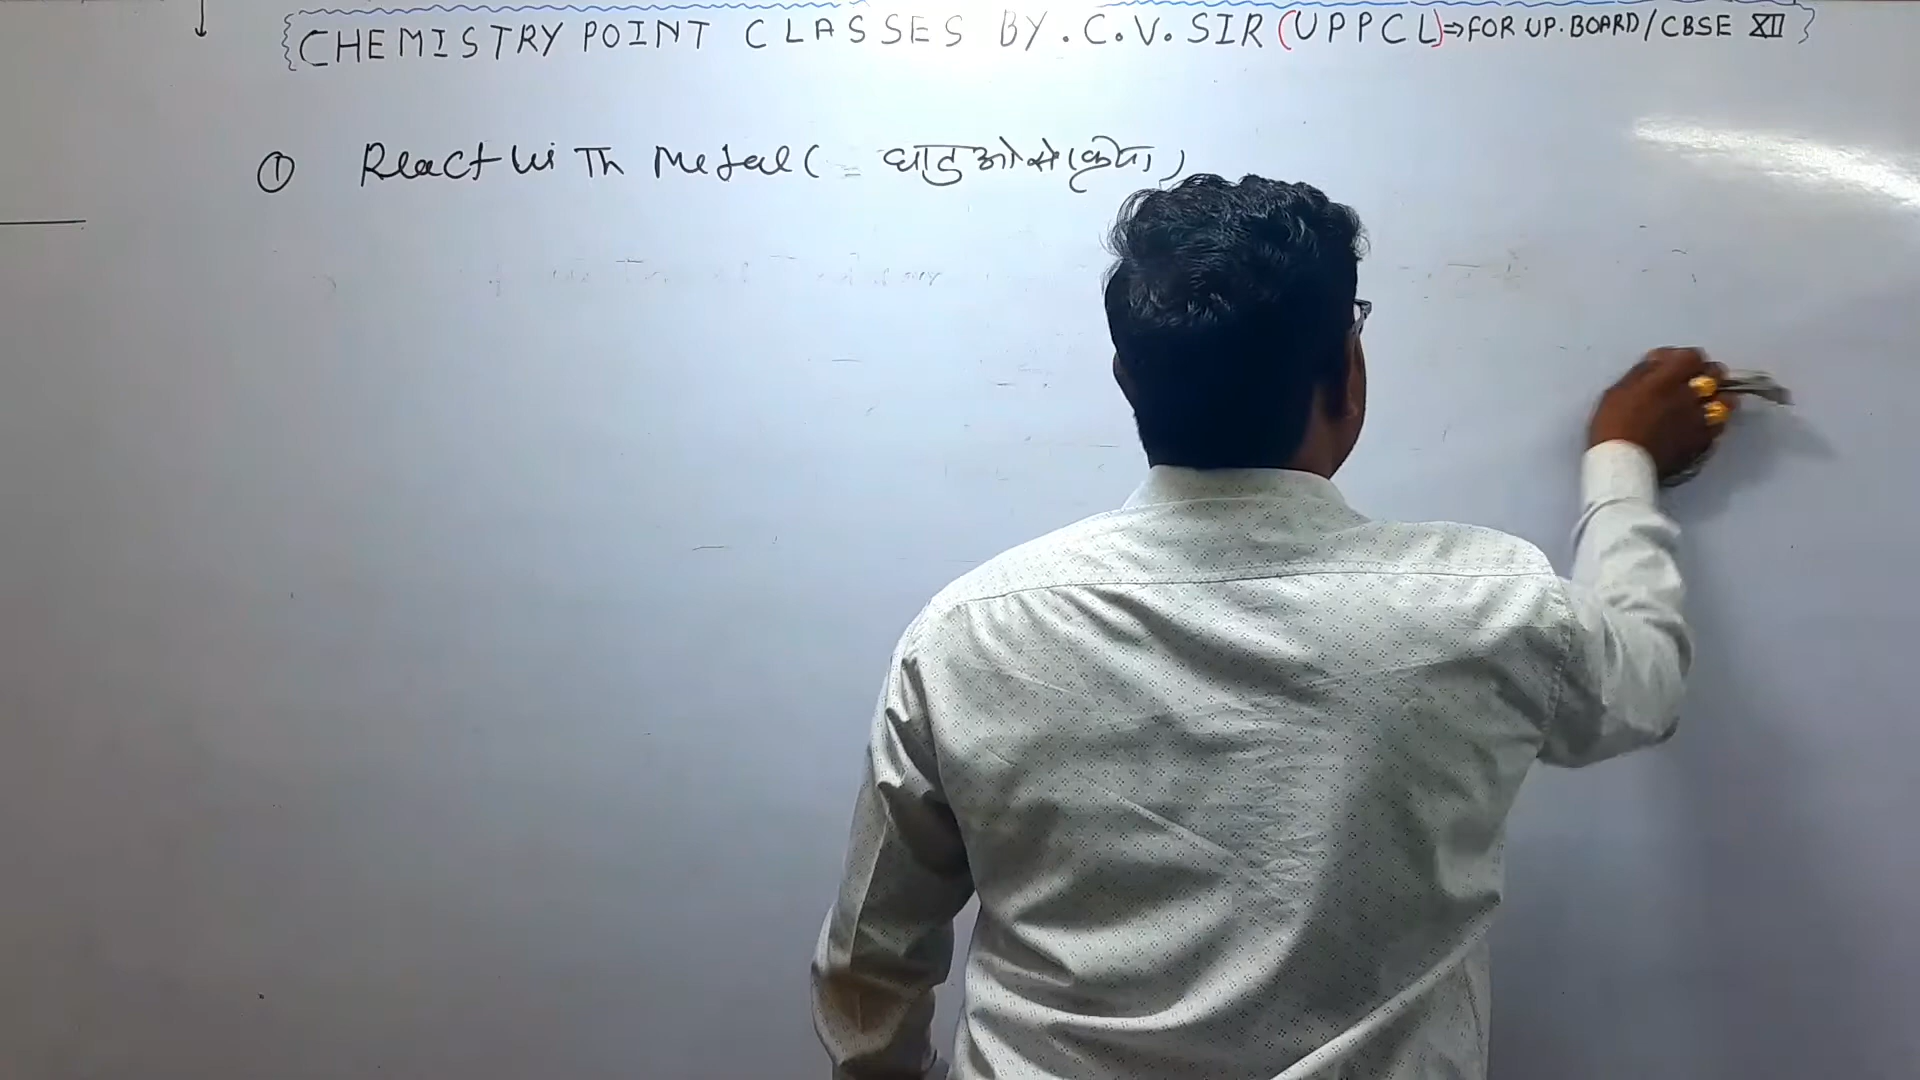 CHEMISTRY POINT CLASSES BY. C.V. SIR (UPPCL)⇒FOR UP.BOARD/CBSE XII
① React with Metal (= धातुओ से क्रिया)